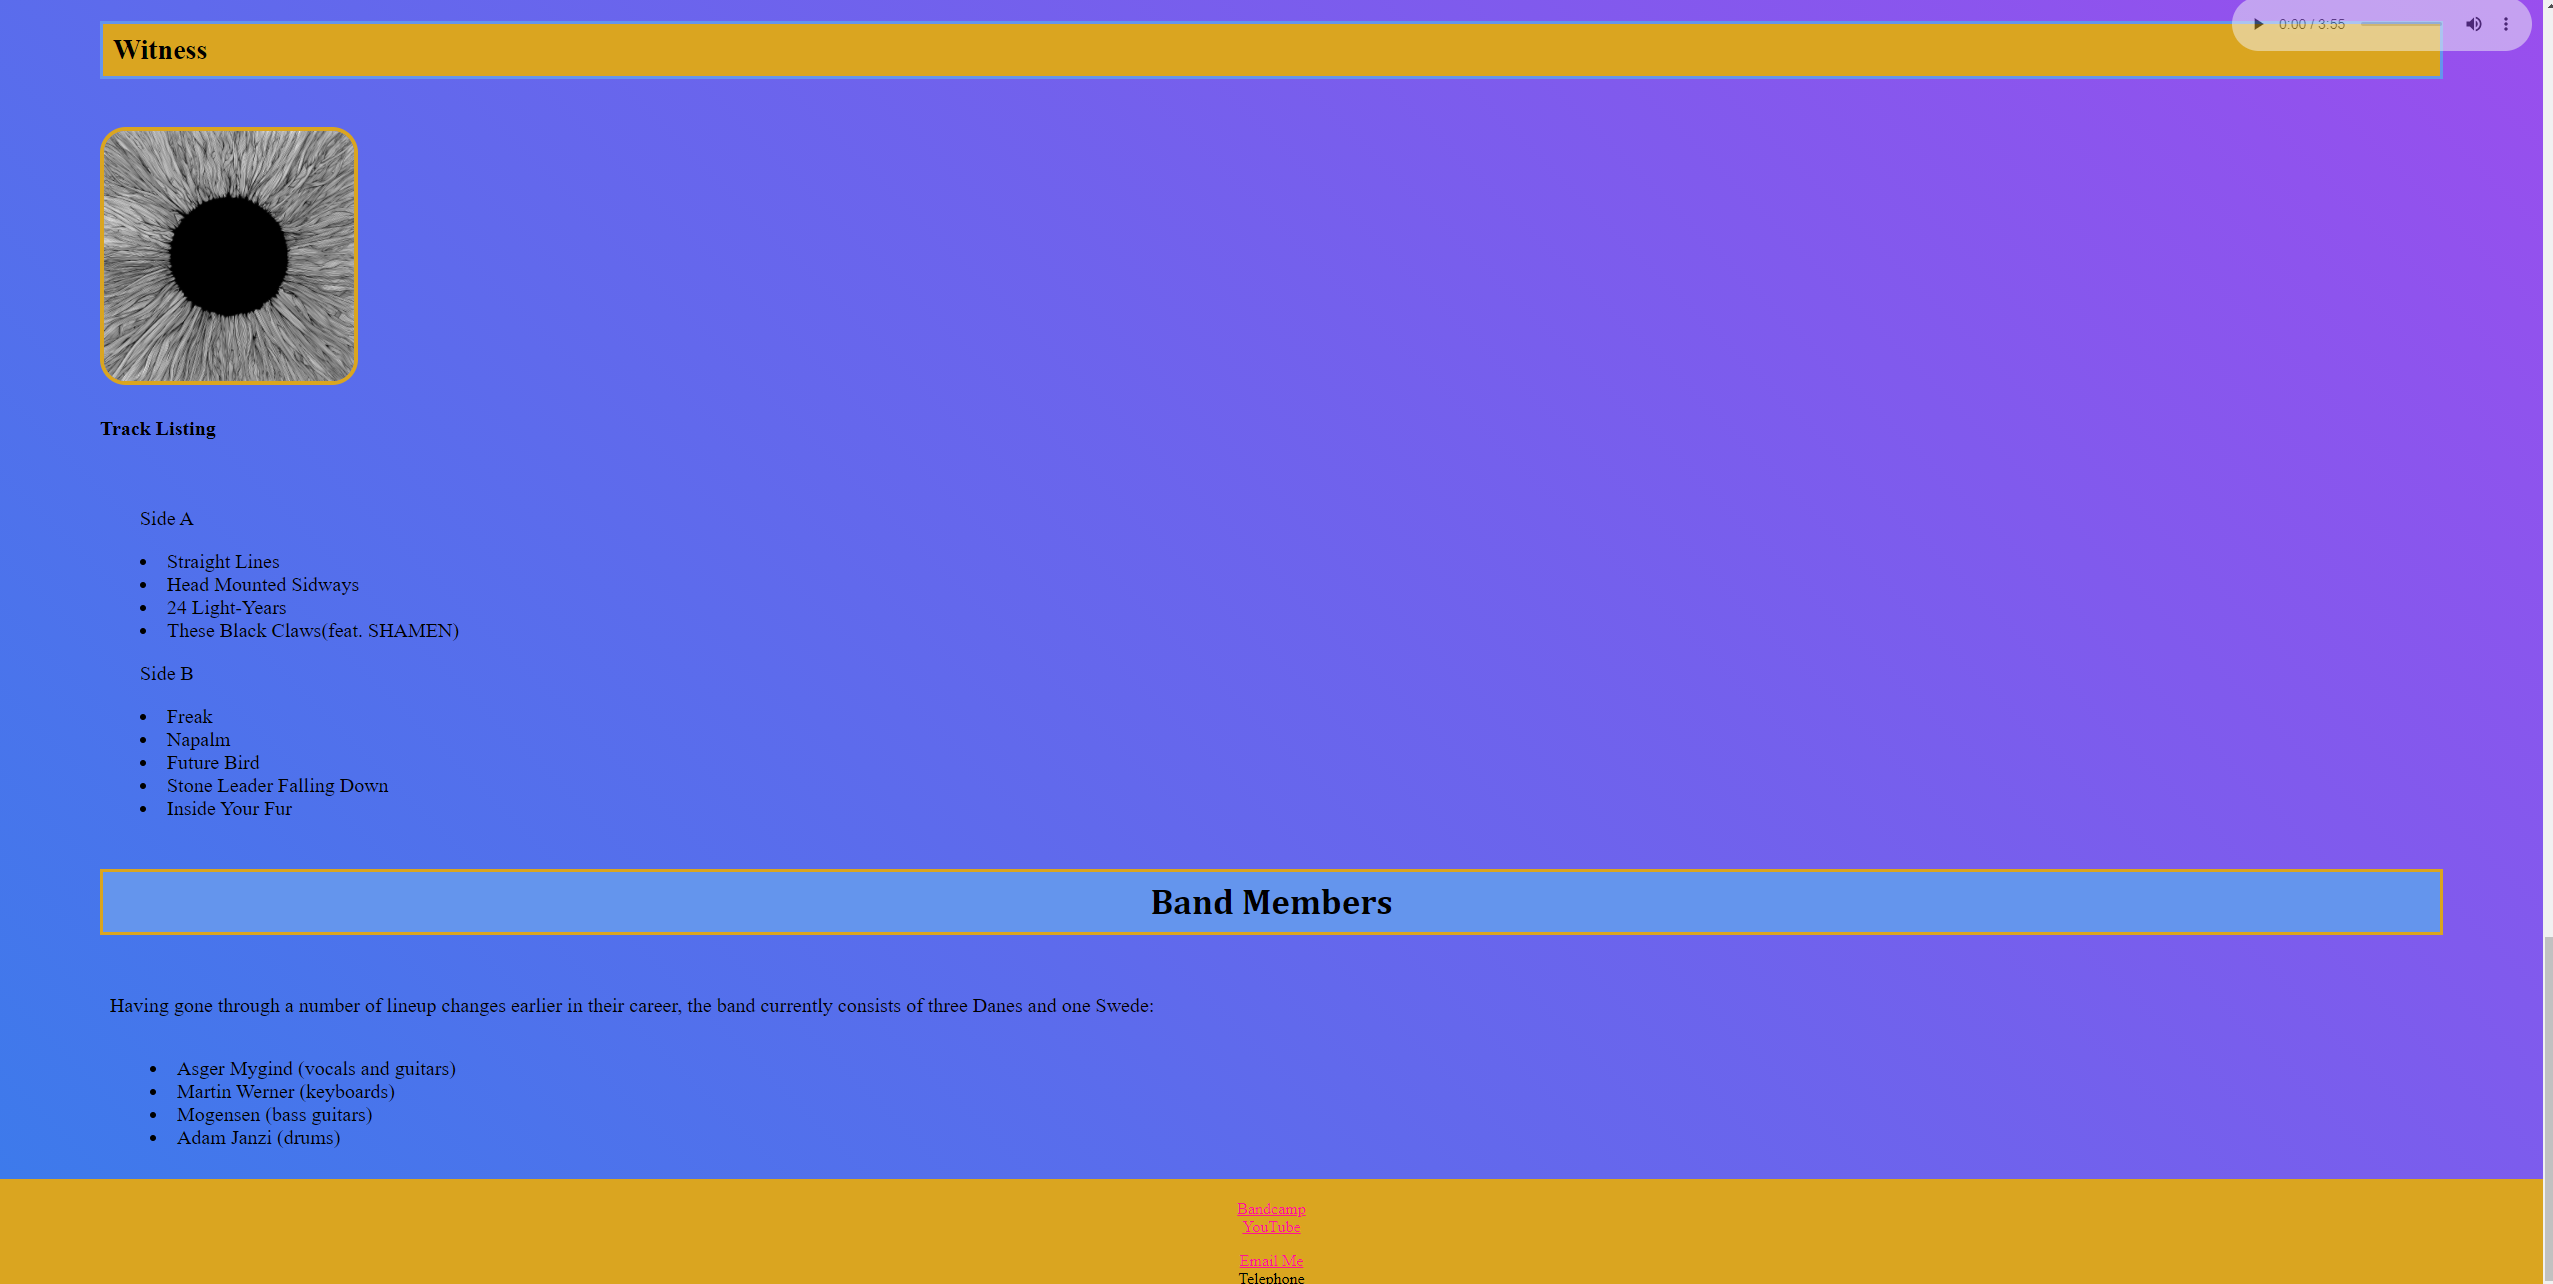 Witness
0:00 / 3:55
Track Listing
Side A
Straight Lines
Head Mounted Sidways
24 Light-Years
These Black Claws(feat. SHAMEN)
Side B
Freak
Napalm
Future Bird
Stone Leader Falling Down
Inside Your Fur
Band Members
Having gone through a number of lineup changes earlier in their career, the band currently consists of three Danes and one Swede:
Asger Mygind (vocals and guitars)
Martin Werner (keyboards)
Mogensen (bass guitars)
Adam Janzi (drums)
Bandcamp
YouTube
Email Me
Telephone